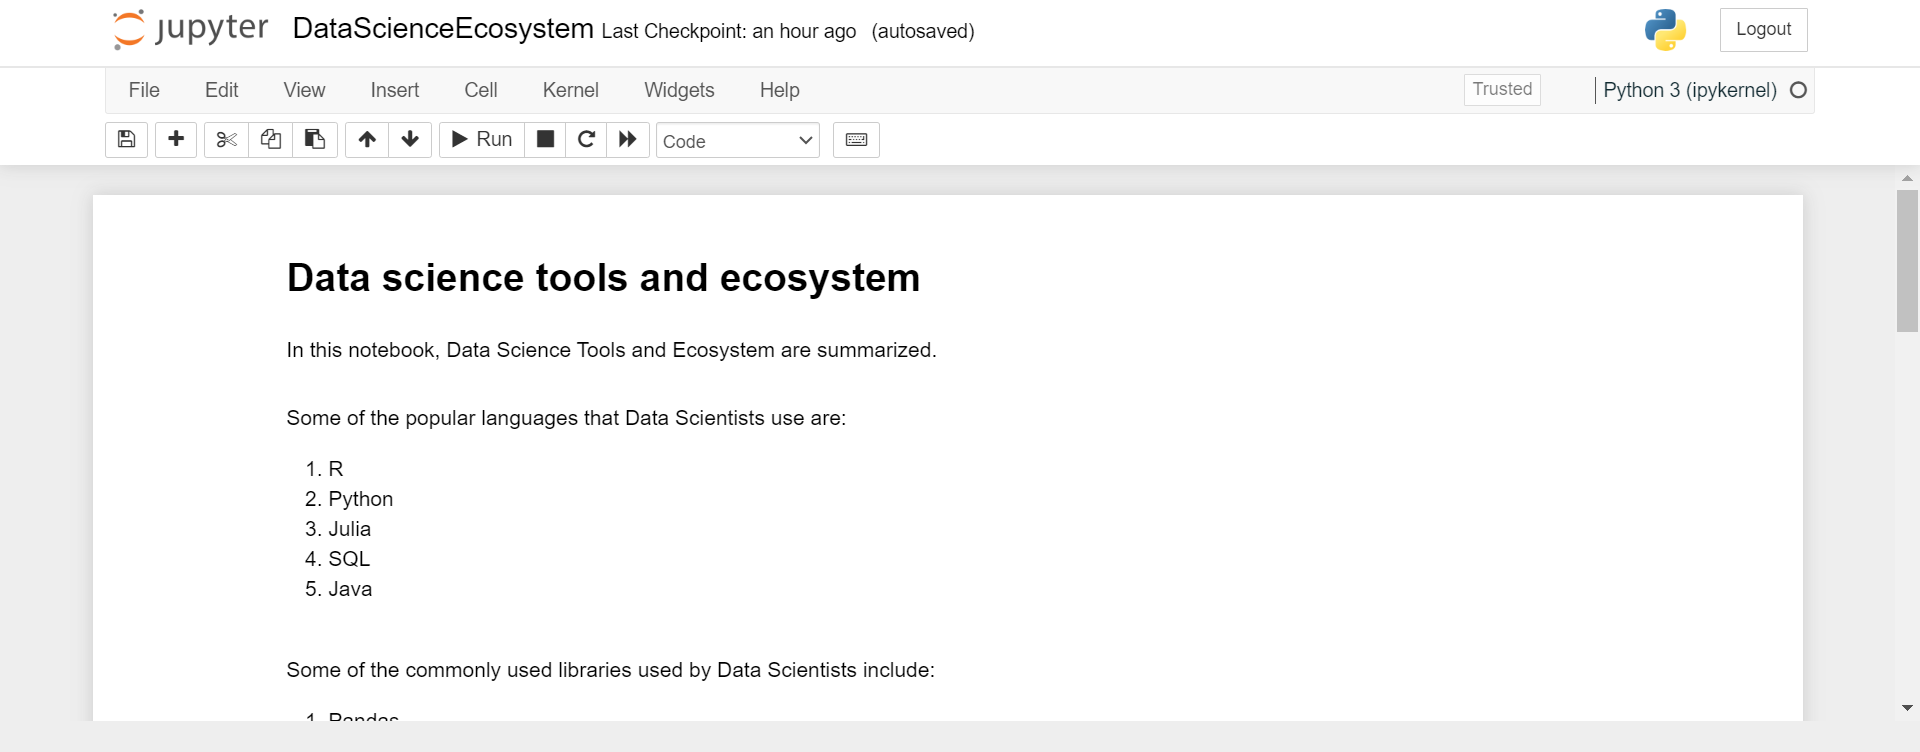 jupyter DataScienceEcosystem Last Checkpoint: an hour ago (autosaved) Logout
File Edit View Insert Cell Kernel Widgets Help Trusted Python 3 (ipykernel)
Run Code
Data science tools and ecosystem
In this notebook, Data Science Tools and Ecosystem are summarized.
Some of the popular languages that Data Scientists use are:
1. R
2. Python
3. Julia
4. SQL
5. Java
Some of the commonly used libraries used by Data Scientists include:
1. Pandas